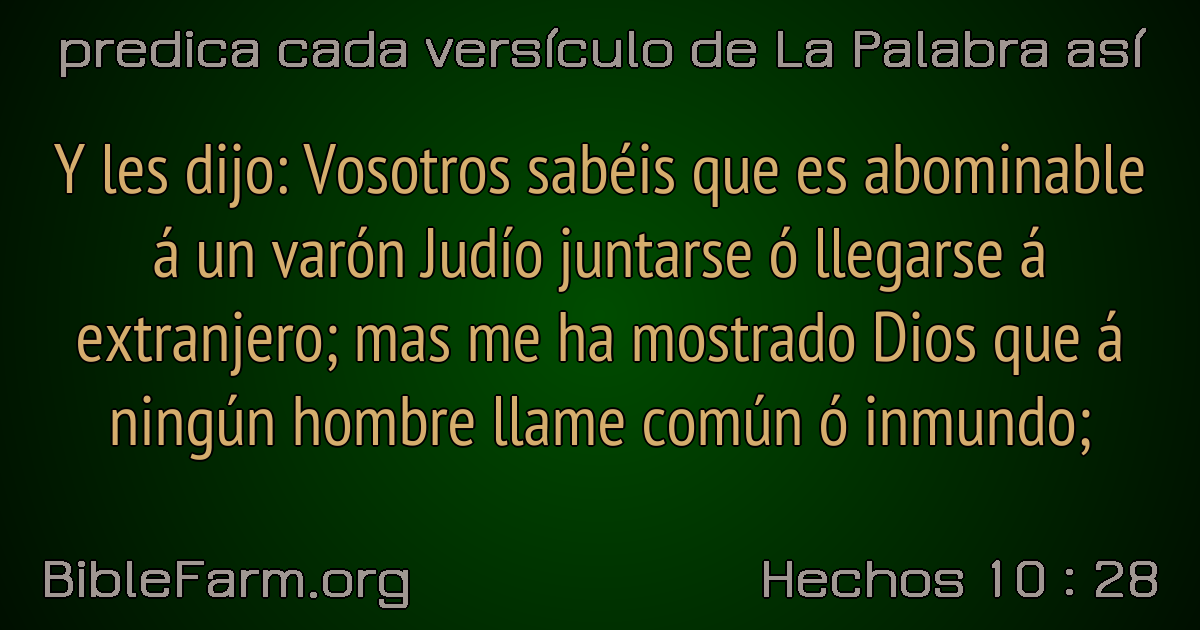 predica cada versículo de La Palabra así
Y les dijo: Vosotros sabéis que es abominable
á un varón Judío juntarse ó llegarse á
extranjero; mas me ha mostrado Dios que á
ningún hombre llame común ó inmundo;
BibleFarm.org
Hechos 10 : 28